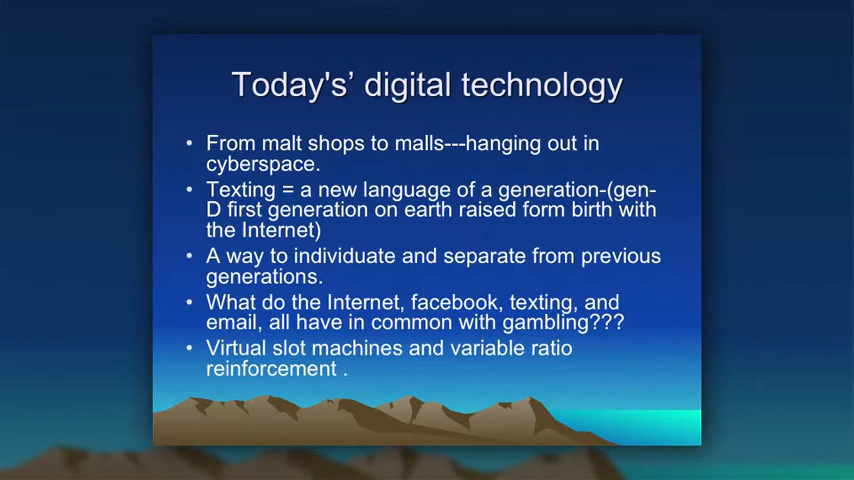 Today's’ digital technology
• From malt shops to malls---hanging out in
cyberspace.
• Texting = a new language of a generation-(gen-
D first generation on earth raised form birth with
the Internet)
• A way to individuate and separate from previous
generations.
• What do the Internet, facebook, texting, and
email, all have in common with gambling???
• Virtual slot machines and variable ratio
reinforcement .